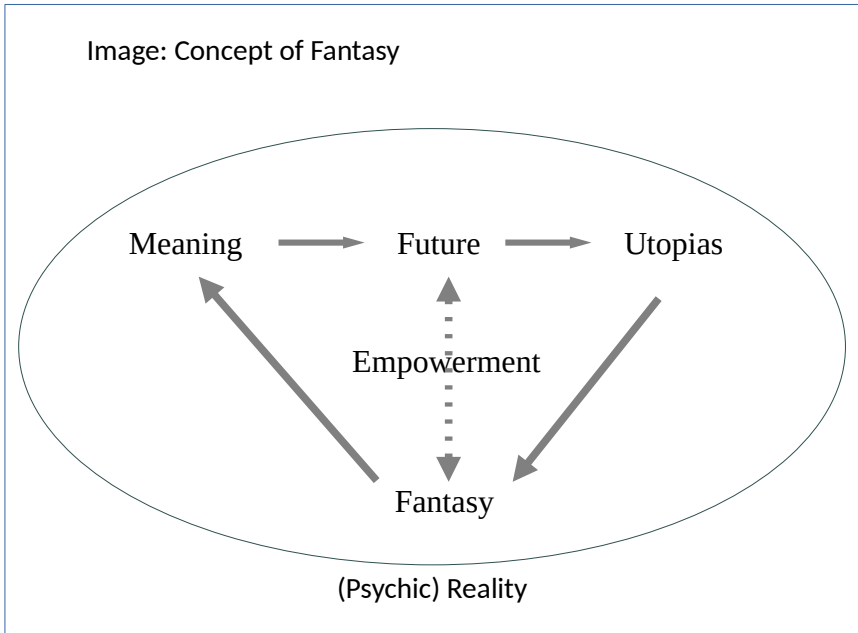 Image: Concept of Fantasy
Meaning Future Utopias
Empowerment
Fantasy
(Psychic) Reality